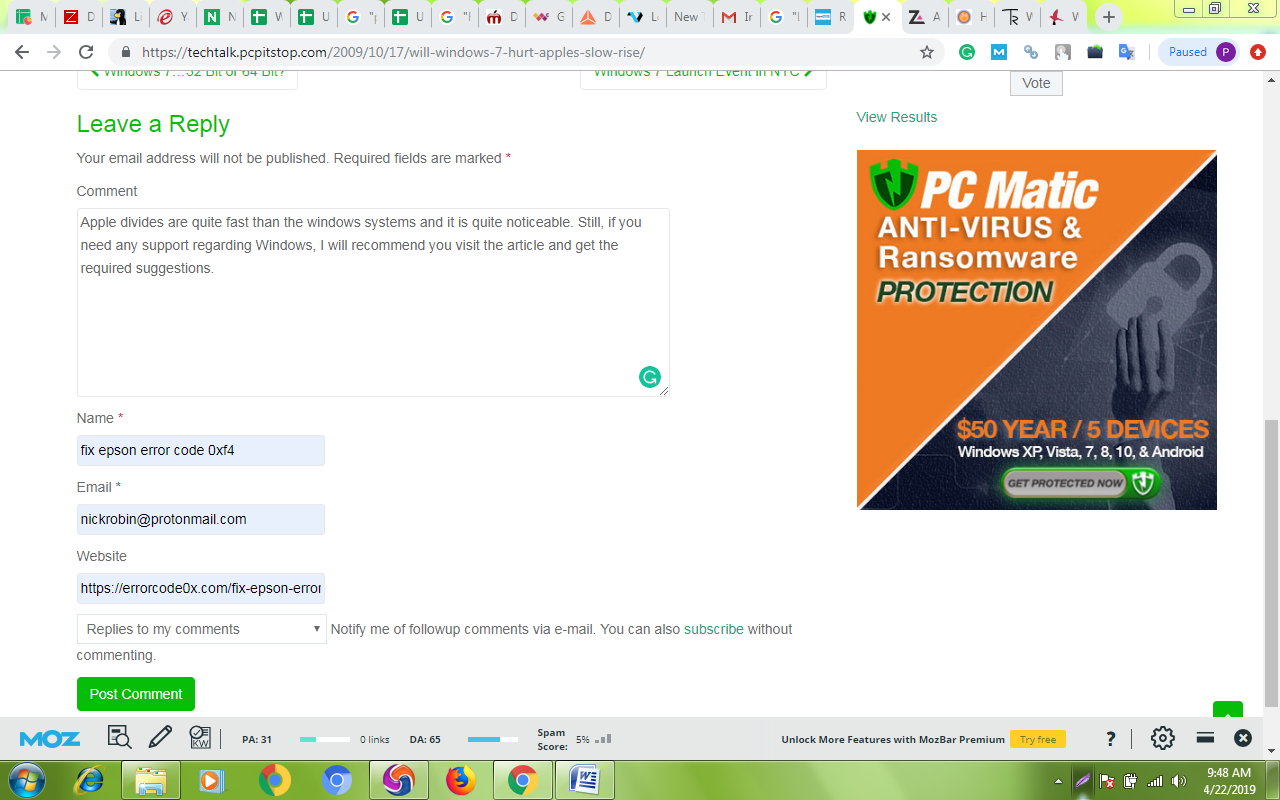 M
D
Li
Y
N
W
U
"p
U
"F
D
G
D
Lo
New T
Ir
"L
R
A
H
W
W
https://techtalk.pcpitstop.com/2009/10/17/will-windows-7-hurt-apples-slow-rise/
Paused P
Windows 7…32 Bit or 64 Bit?
Windows 7 Launch Event in NYC
Vote
View Results
Leave a Reply
Your email address will not be published. Required fields are marked *
Comment
Apple divides are quite fast than the windows systems and it is quite noticeable. Still, if you
need any support regarding Windows, I will recommend you visit the article and get the
required suggestions.
Name *
fix epson error code 0xf4
Email *
nickrobin@protonmail.com
Website
https://errorcode0x.com/fix-epson-error
Replies to my comments
Notify me of followup comments via e-mail. You can also subscribe without
commenting.
Post Comment
PC Matic
ANTI-VIRUS &
Ransomware
PROTECTION
$50 YEAR / 5 DEVICES
Windows XP, Vista, 7, 8, 10, & Android
GET PROTECTED NOW
MOZ
KW
PA: 31
0 links
DA: 65
Spam
Score: 5%
Unlock More Features with MozBar Premium
Try free
?
9:48 AM
4/22/2019